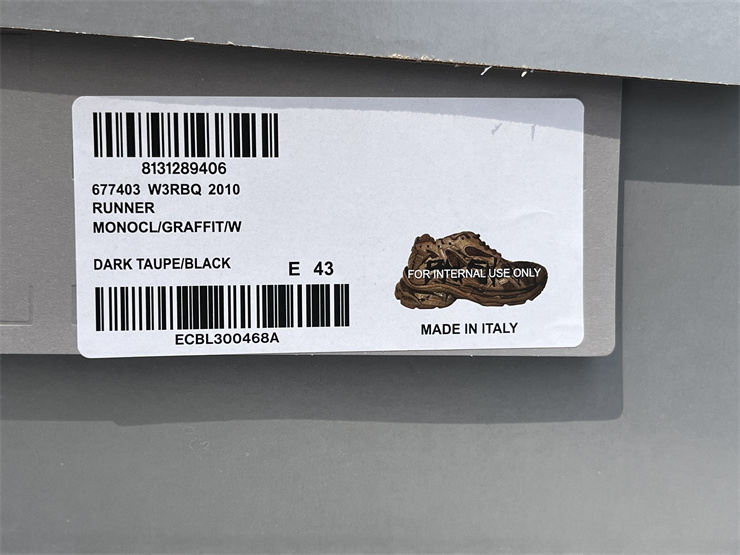 8131289406
677403 W3RBQ 2010
RUNNER
MONOCL/GRAFFIT/W
DARK TAUPE/BLACK
E 43
ECBL300468A
FOR INTERNAL USE ONLY
MADE IN ITALY